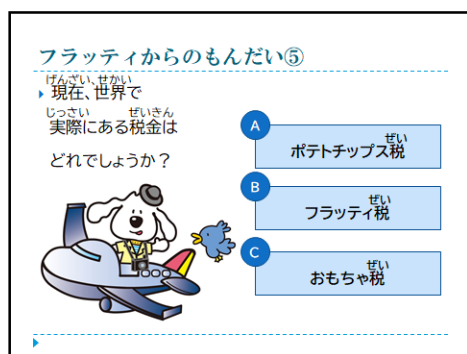 フラッティからのもんだい⑤
げんざい、せかい
現在、世界で
じっさい ぜいきん
実際にある税金は
どれでしょうか？
A
ぜい
ポテトチップス税
B
ぜい
フラッティ税
C
ぜい
おもちゃ税